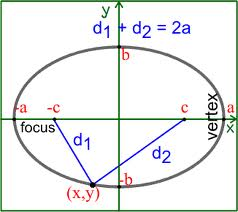 y
d1 + d2 = 2a
b
-a
-c
c
a
focus
vertex
x
d1
d2
(x,y)
-b